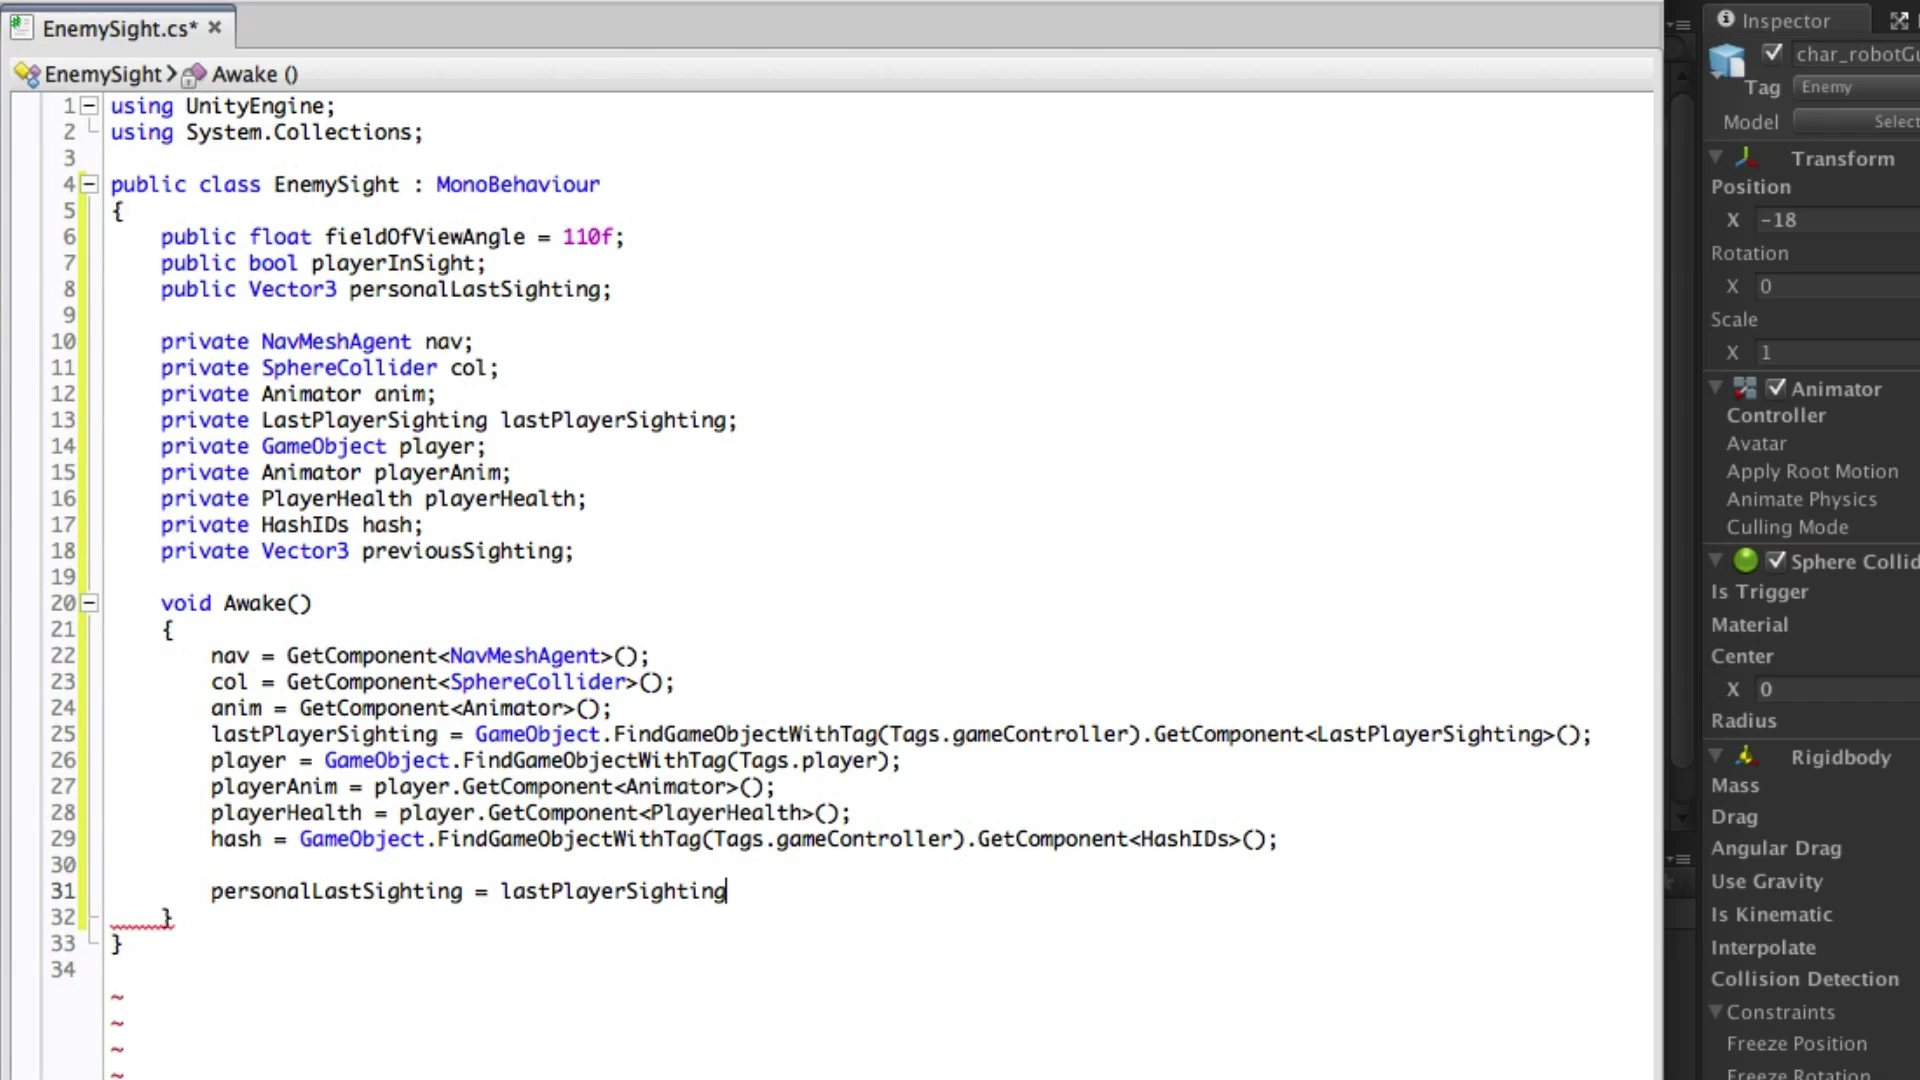 EnemySight.cs*
EnemySight
Awake ()
1 using UnityEngine;
2 using System.Collections;
3
4 public class EnemySight : MonoBehaviour
5 {
6 public float fieldOfViewAngle = 110f;
7 public bool playerInSight;
8 public Vector3 personalLastSighting;
9
10 private NavMeshAgent nav;
11 private SphereCollider col;
12 private Animator anim;
13 private LastPlayerSighting lastPlayerSighting;
14 private GameObject player;
15 private Animator playerAnim;
16 private PlayerHealth playerHealth;
17 private HashIDs hash;
18 private Vector3 previousSighting;
19
20 void Awake()
21 {
22 nav = GetComponent<NavMeshAgent>();
23 col = GetComponent<SphereCollider>();
24 anim = GetComponent<Animator>();
25 lastPlayerSighting = GameObject.FindGameObjectWithTag(Tags.gameController).GetComponent<LastPlayerSighting>();
26 player = GameObject.FindGameObjectWithTag(Tags.player);
27 playerAnim = player.GetComponent<Animator>();
28 playerHealth = player.GetComponent<PlayerHealth>();
29 hash = GameObject.FindGameObjectWithTag(Tags.gameController).GetComponent<HashIDs>();
30
31 personalLastSighting = lastPlayerSighting
32 }
33 }
34
~
~
~
~
Inspector
char_robotGu
Tag Enemy
Model Select
Transform
Position
X -18
Rotation
X 0
Scale
X 1
Animator
Controller
Avatar
Apply Root Motion
Animate Physics
Culling Mode
Sphere Collid
Is Trigger
Material
Center
X 0
Radius
Rigidbody
Mass
Drag
Angular Drag
Use Gravity
Is Kinematic
Interpolate
Collision Detection
Constraints
Freeze Position
Freeze Rotation